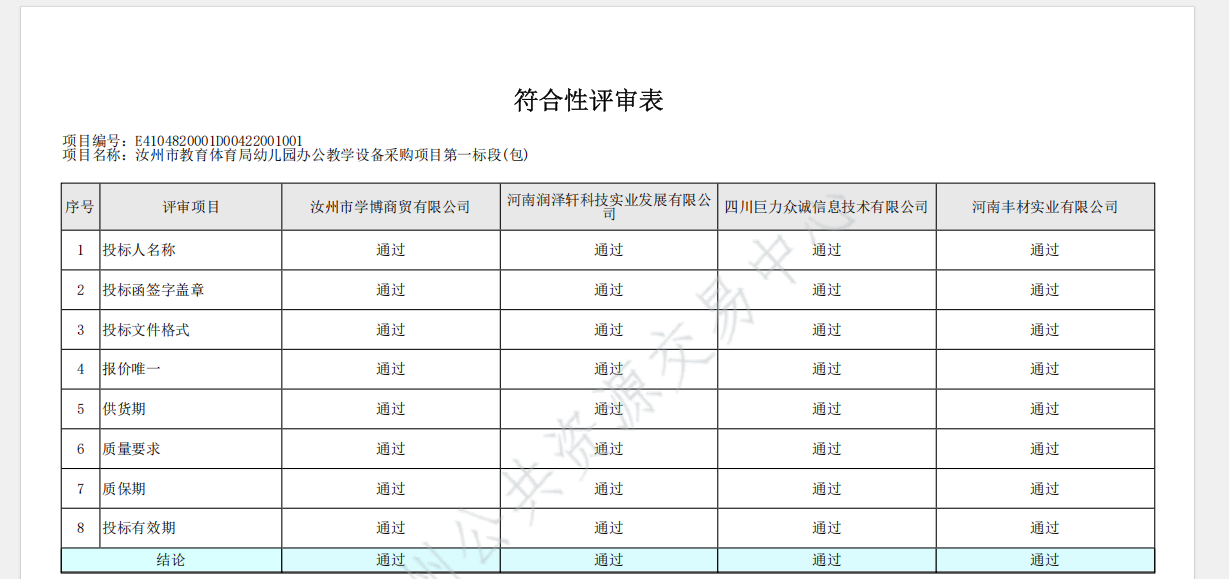 符合性评审表
项目编号：E4104820001D00422001001
项目名称：汝州市教育体育局幼儿园办公教学设备采购项目第一标段(包)
序号 评审项目 汝州市学博商贸有限公司 河南润泽轩科技实业发展有限公司 四川巨力众诚信息技术有限公司 河南丰材实业有限公司
1 投标人名称 通过 通过 通过 通过
2 投标函签字盖章 通过 通过 通过 通过
3 投标文件格式 通过 通过 通过 通过
4 报价唯一 通过 通过 通过 通过
5 供货期 通过 通过 通过 通过
6 质量要求 通过 通过 通过 通过
7 质保期 通过 通过 通过 通过
8 投标有效期 通过 通过 通过 通过
结论 通过 通过 通过 通过
州公共资源交易中心